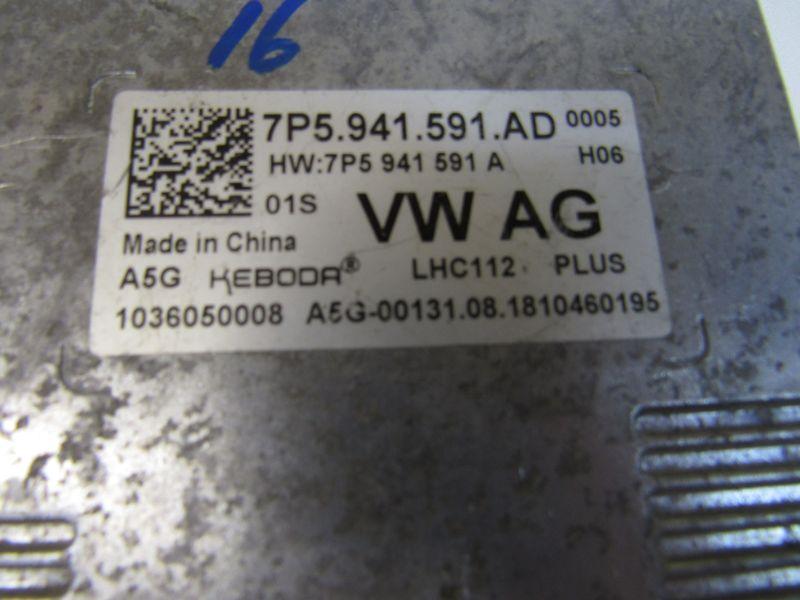 16
7P5.941.591.AD 0005
HW:7P5 941 591 A H06
01S VW AG
Made in China
A5G KEBODA® LHC112 PLUS
1036050008 A5G-00131.08.1810460195